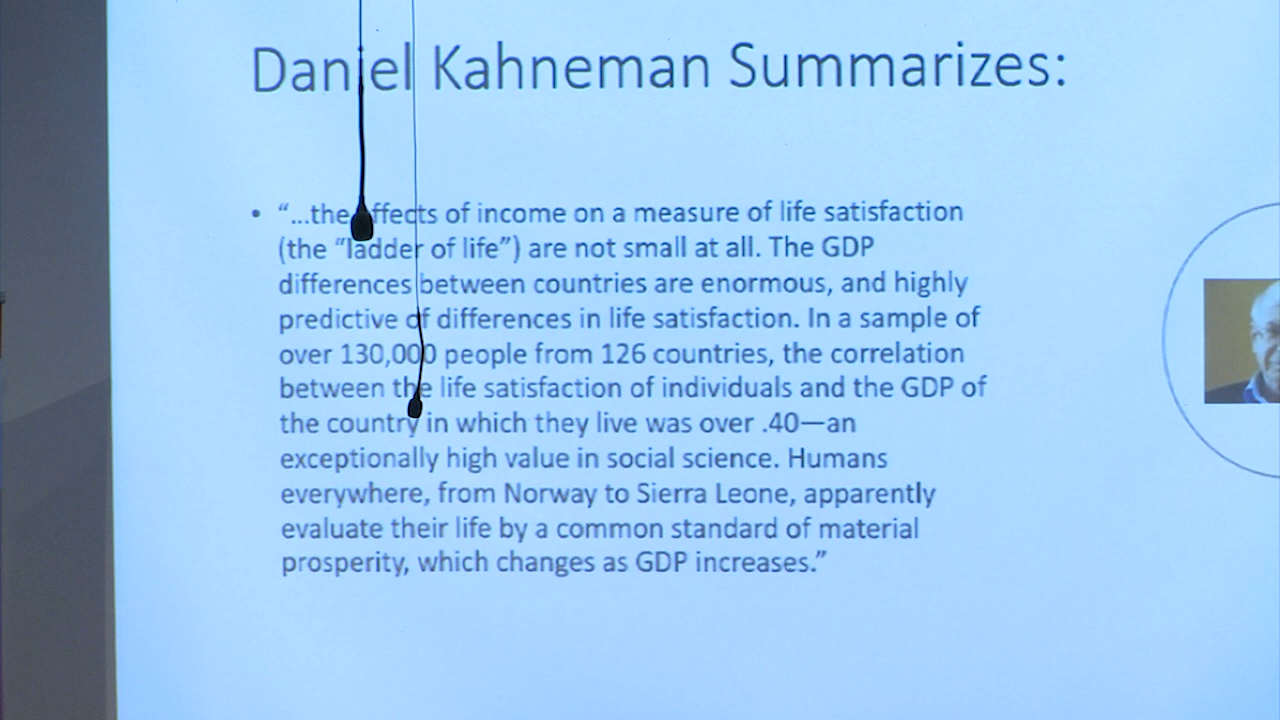 Daniel Kahneman Summarizes:
• “...the effects of income on a measure of life satisfaction
(the “ladder of life”) are not small at all. The GDP
differences between countries are enormous, and highly
predictive of differences in life satisfaction. In a sample of
over 130,000 people from 126 countries, the correlation
between the life satisfaction of individuals and the GDP of
the country in which they live was over .40—an
exceptionally high value in social science. Humans
everywhere, from Norway to Sierra Leone, apparently
evaluate their life by a common standard of material
prosperity, which changes as GDP increases.”